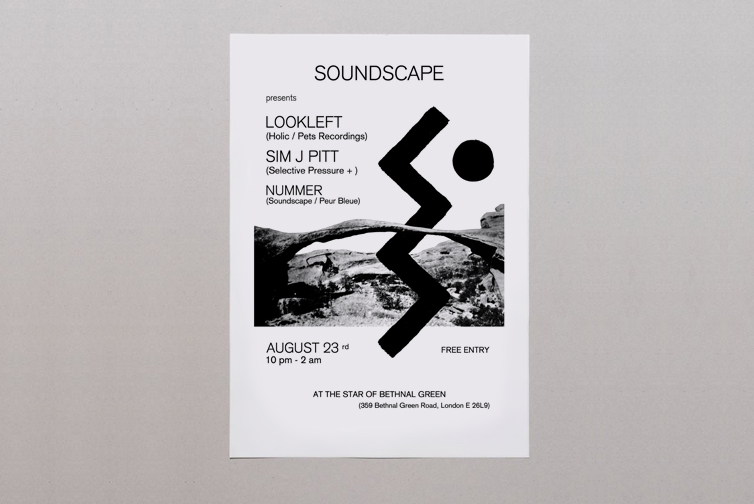 SOUNDSCAPE
presents
LOOKLEFT
(Holic / Pets Recordings)
SIM J PITT
(Selective Pressure + )
NUMMER
(Soundscape / Peur Bleue)
AUGUST 23 rd
10 pm - 2 am
FREE ENTRY
AT THE STAR OF BETHNAL GREEN
(359 Bethnal Green Road, London E 26L9)